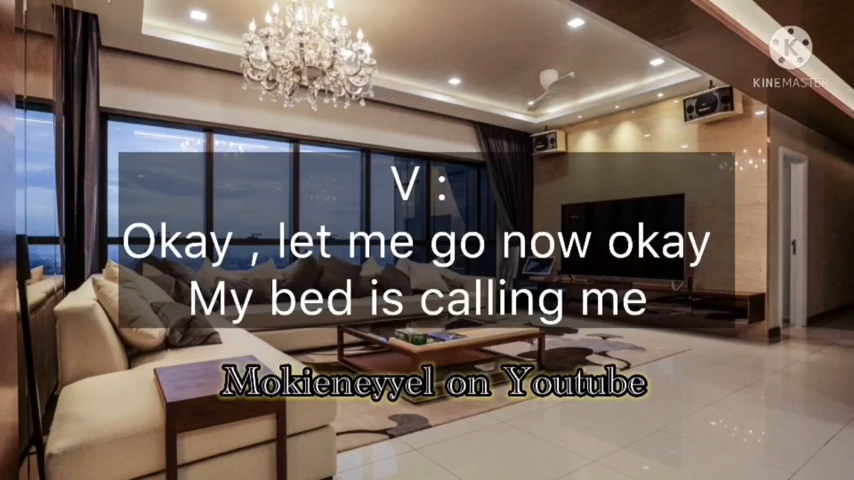 K
KINEMASTER
V :
Okay , let me go now okay
My bed is calling me
Mokieneyyel on Youtube